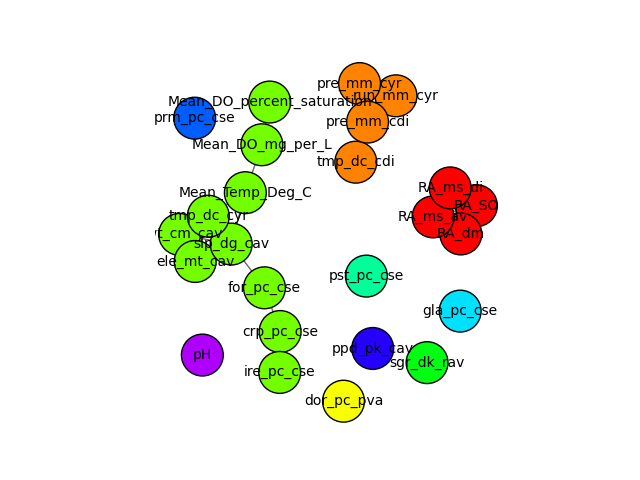 pre_mm_cyr
run_mm_cyr
Mean_DO_percent_saturation
prm_pc_cse
pre_mm_cdi
Mean_DO_mg_per_L
tmp_dc_cdi
Mean_Temp_Deg_C
RA_ms_di
RA_SO
tmp_dc_cyr
RA_ms_av
rt_cm_cav
RA_dm
slp_dg_cav
ele_mt_cav
pst_pc_cse
for_pc_cse
gla_pc_cse
crp_pc_cse
ppd_pk_cav
pH
sgr_dk_rav
ire_pc_cse
dor_pc_pva